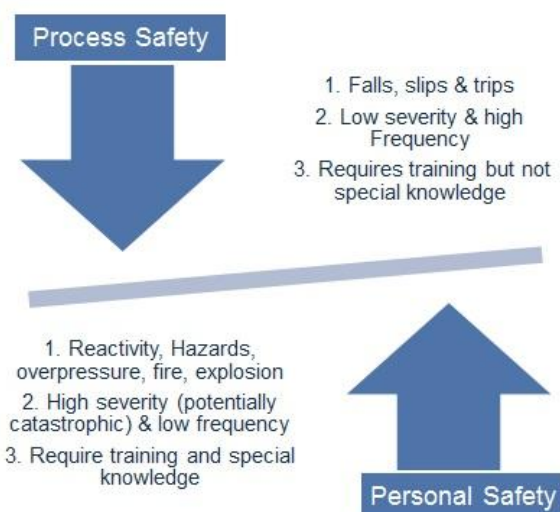 Process Safety
1. Falls, slips & trips
2. Low severity & high
Frequency
3. Requires training but not
special knowledge
1. Reactivity, Hazards,
overpressure, fire, explosion
2. High severity (potentially
catastrophic) & low frequency
3. Require training and special
knowledge
Personal Safety